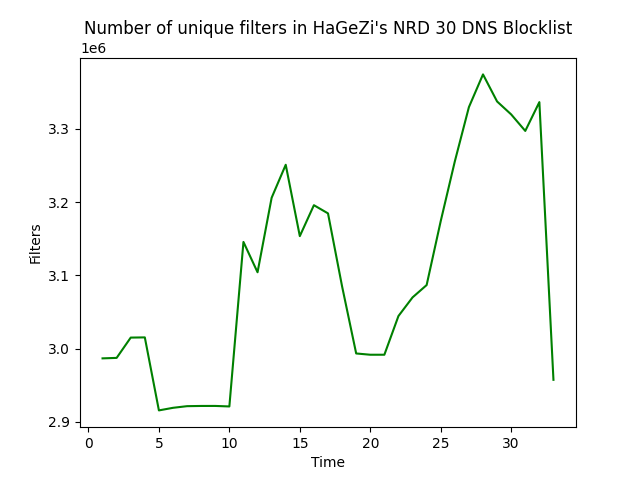 Number of unique filters in HaGeZi's NRD 30 DNS Blocklist
1e6
3.3
3.2
3.1
3.0
2.9
Filters
0 5 10 15 20 25 30
Time